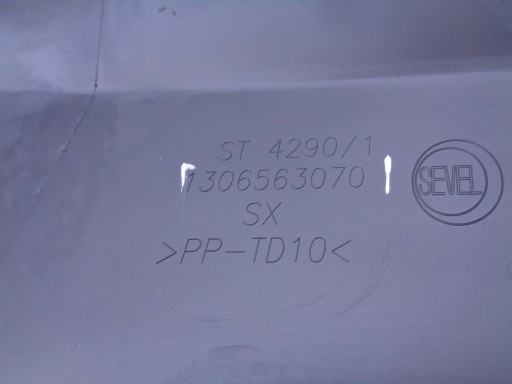 ST 4290/1
1306563070
SEVEL
SX
>PP-TD10<